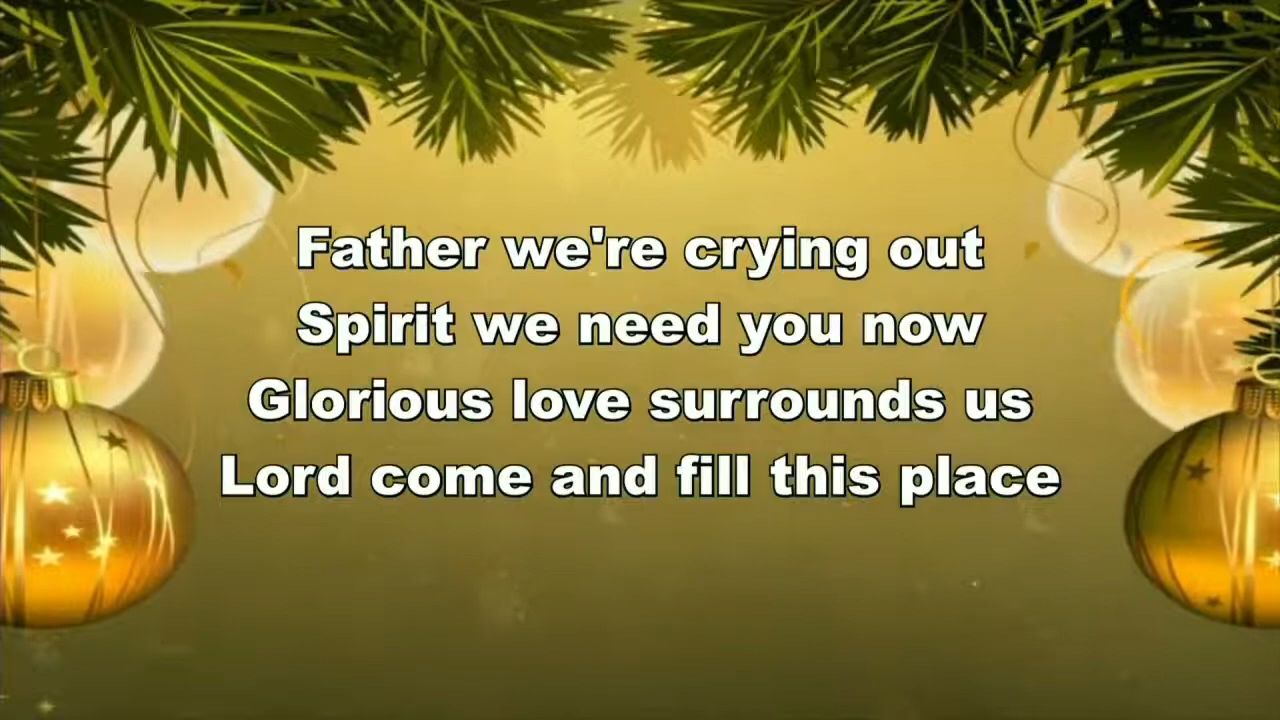 Father we're crying out
Spirit we need you now
Glorious love surrounds us
Lord come and fill this place